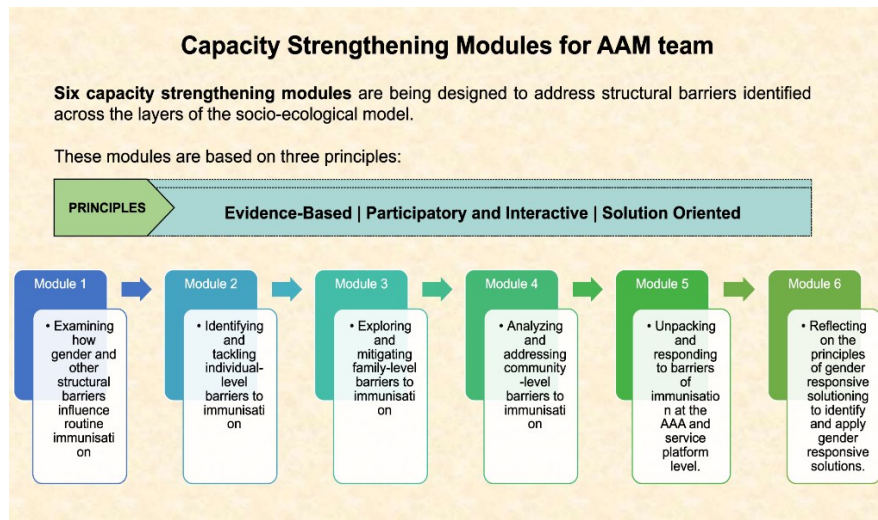 Capacity Strengthening Modules for AAM team
Six capacity strengthening modules are being designed to address structural barriers identified
across the layers of the socio-ecological model.
These modules are based on three principles:
PRINCIPLES
Evidence-Based | Participatory and Interactive | Solution Oriented
Module 1
• Examining
how
gender and
other
structural
barriers
influence
routine
immunisati
on
Module 2
• Identifying
and
tackling
individual-
level
barriers to
immunisati
on
Module 3
• Exploring
and
mitigating
family-level
barriers to
immunisati
on
Module 4
• Analyzing
and
addressing
community
-level
barriers to
immunisati
on
Module 5
• Unpacking
and
responding
to barriers
of
immunisatio
n at the
AAA and
service
platform
level.
Module 6
• Reflecting
on the
principles
of gender
responsive
solutioning
to identify
and apply
gender
responsive
solutions.